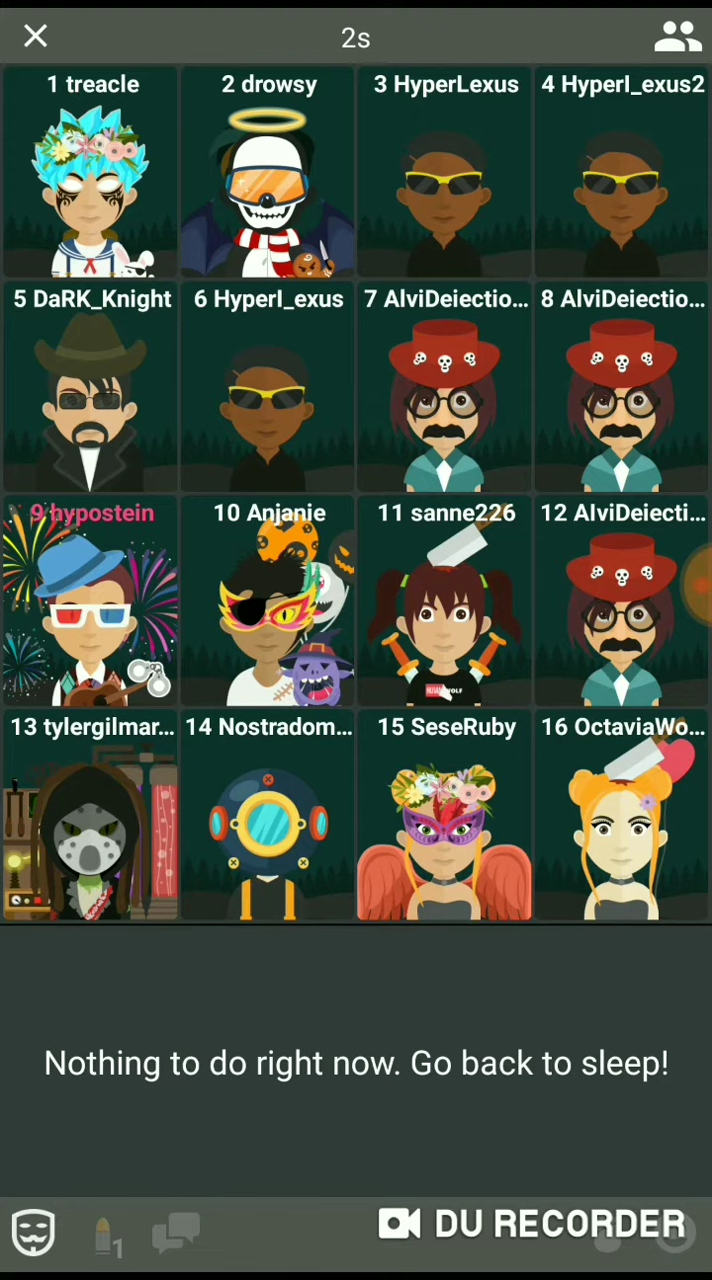 2s
1 treacle
2 drowsy
3 HyperLexus
4 HyperI_exus2
5 DaRK_Knight
6 HyperI_exus
7 AlviDeiectio...
8 AlviDeiectio...
9 hypostein
10 Anjanie
11 sanne226
12 AlviDeiecti...
13 tylergilmar...
14 Nostradom...
15 SeseRuby
16 OctaviaWo...
Nothing to do right now. Go back to sleep!
1
DU RECORDER